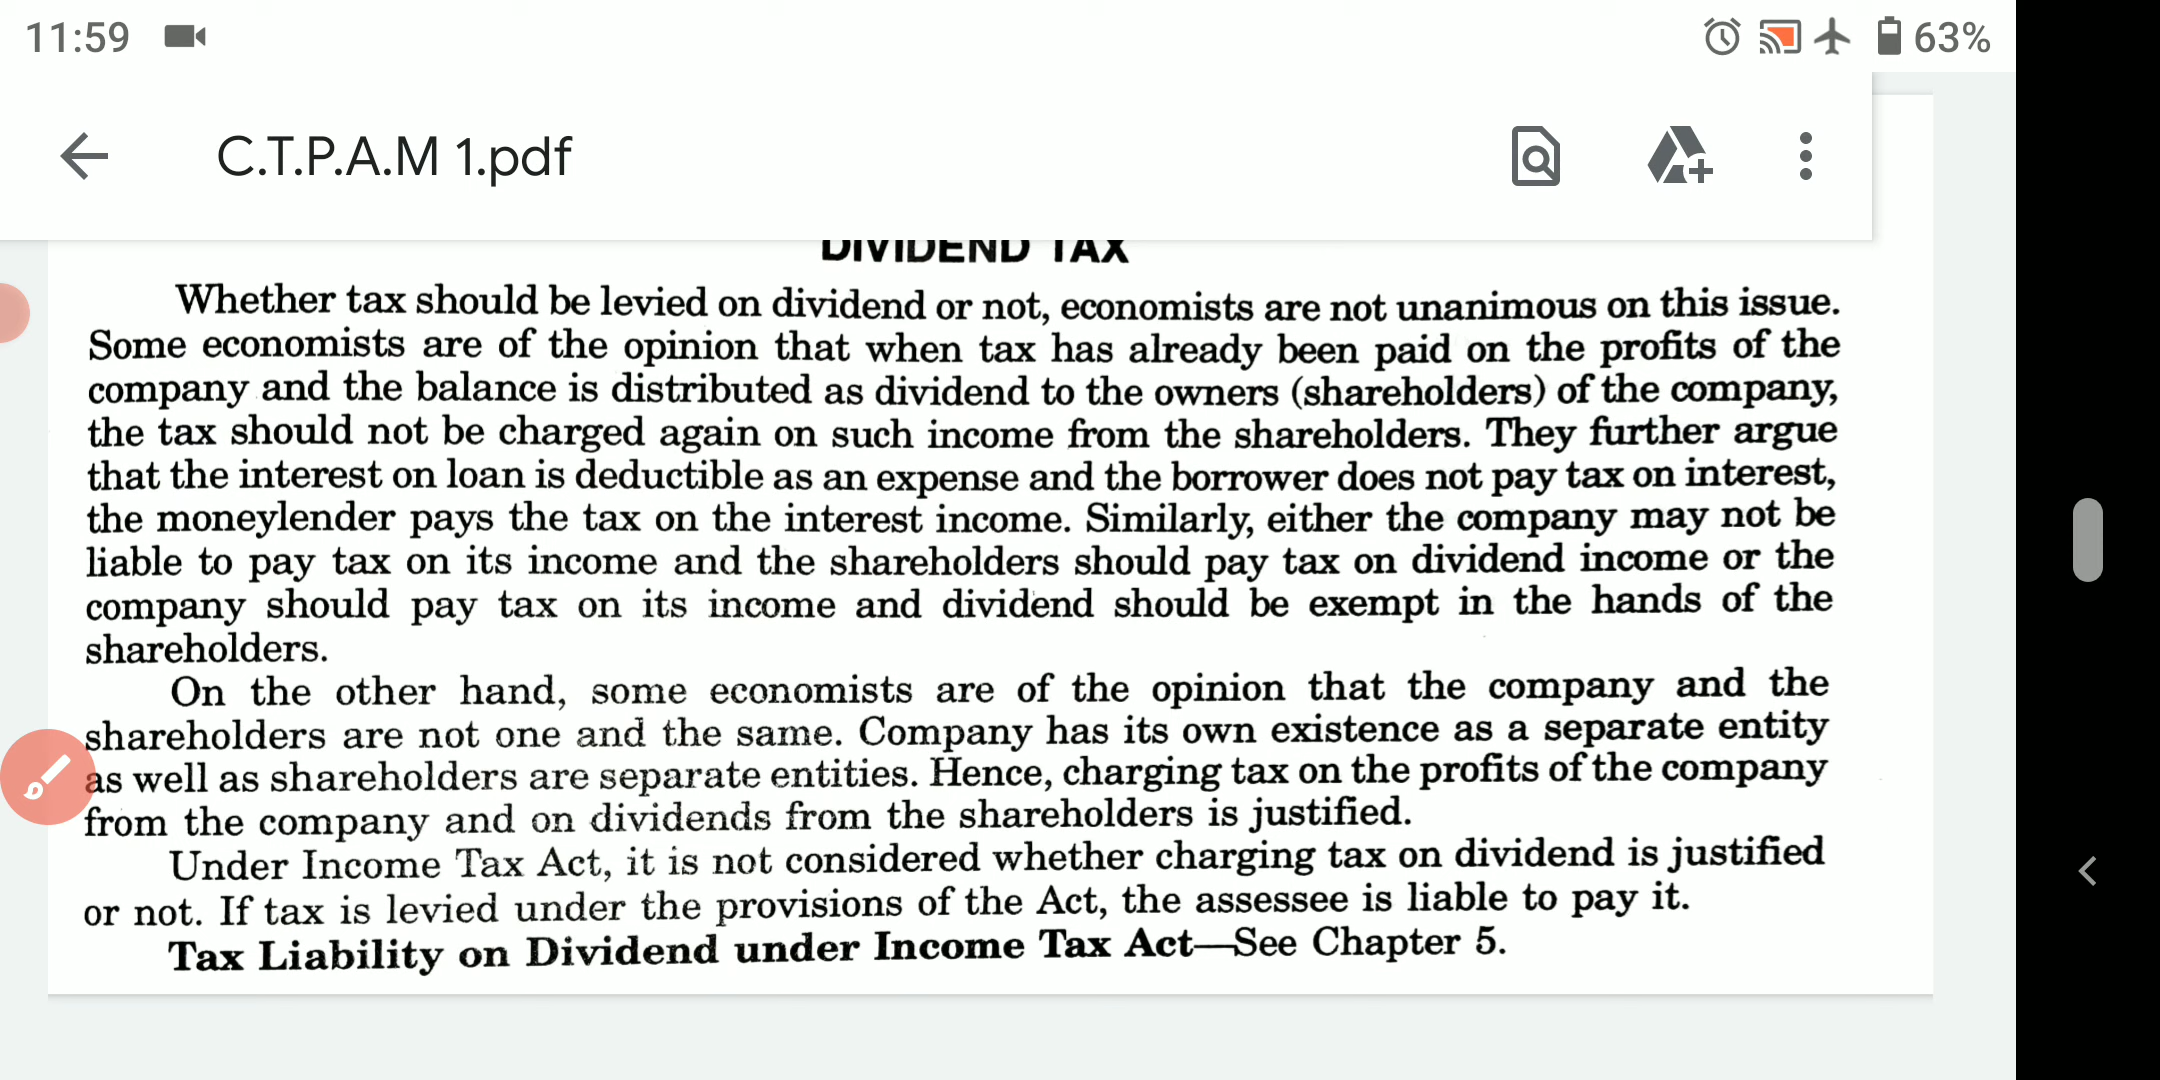 11:59
63%
C.T.P.A.M 1.pdf
DIVIDEND TAX
Whether tax should be levied on dividend or not, economists are not unanimous on this issue.
Some economists are of the opinion that when tax has already been paid on the profits of the
company and the balance is distributed as dividend to the owners (shareholders) of the company,
the tax should not be charged again on such income from the shareholders. They further argue
that the interest on loan is deductible as an expense and the borrower does not pay tax on interest,
the moneylender pays the tax on the interest income. Similarly, either the company may not be
liable to pay tax on its income and the shareholders should pay tax on dividend income or the
company should pay tax on its income and dividend should be exempt in the hands of the
shareholders.
On the other hand, some economists are of the opinion that the company and the
shareholders are not one and the same. Company has its own existence as a separate entity
as well as shareholders are separate entities. Hence, charging tax on the profits of the company
from the company and on dividends from the shareholders is justified.
Under Income Tax Act, it is not considered whether charging tax on dividend is justified
or not. If tax is levied under the provisions of the Act, the assessee is liable to pay it.
Tax Liability on Dividend under Income Tax Act—See Chapter 5.